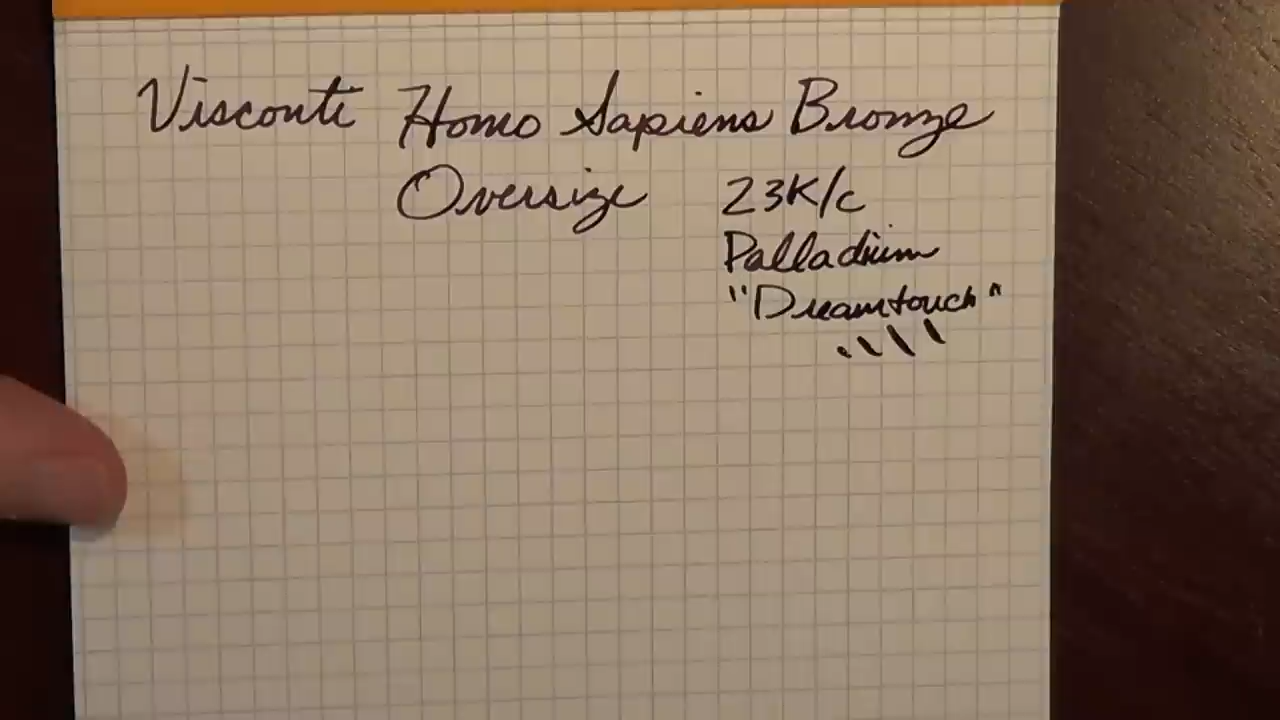 Visconti Homo Sapiens Bronze
Oversize 23K/c
Palladium
"Dreamtouch"